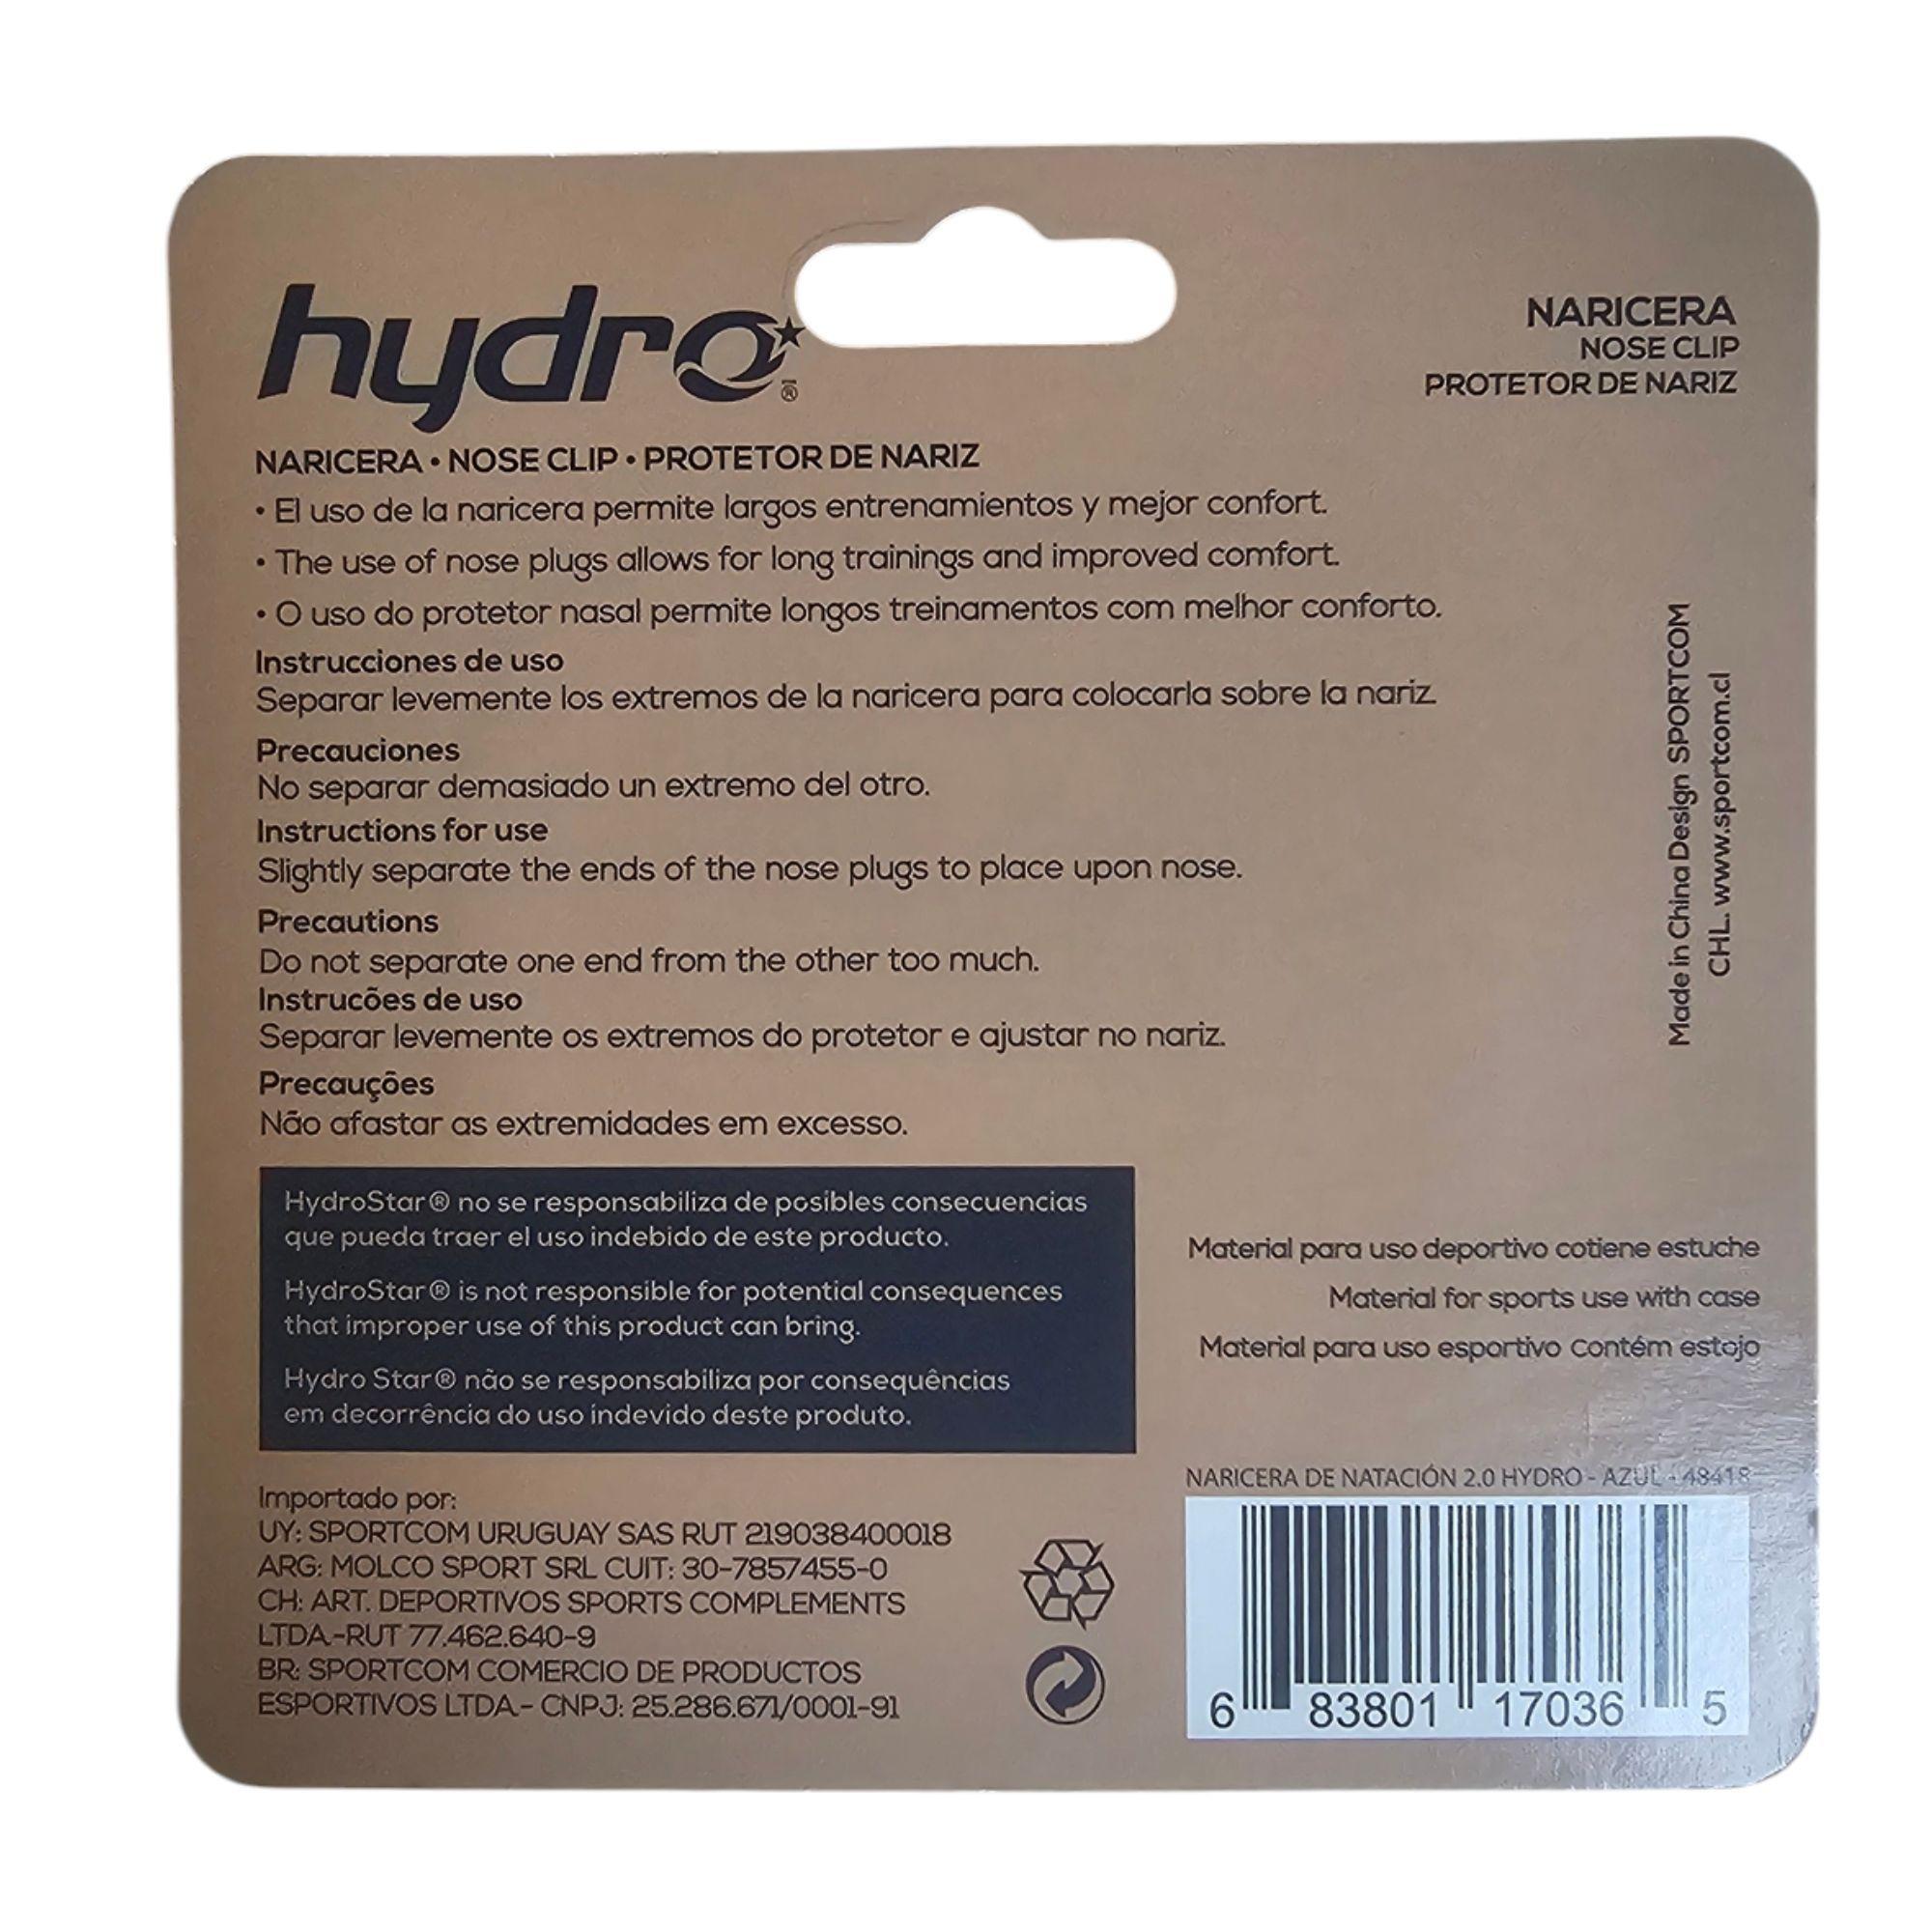 hydro®
NARICERA
NOSE CLIP
PROTETOR DE NARIZ
NARICERA • NOSE CLIP • PROTETOR DE NARIZ
• El uso de la naricera permite largos entrenamientos y mejor confort.
• The use of nose plugs allows for long trainings and improved comfort.
• O uso do protetor nasal permite longos treinamentos com melhor conforto.
Instrucciones de uso
Separar levemente los extremos de la naricera para colocarla sobre la nariz.
Precauciones
No separar demasiado un extremo del otro.
Instructions for use
Slightly separate the ends of the nose plugs to place upon nose.
Precautions
Do not separate one end from the other too much.
Instrucões de uso
Separar levemente os extremos do protetor e ajustar no nariz.
Precauções
Não afastar as extremidades em excesso.
Made in China Design SPORTCOM
CHL. www.sportcom.cl
HydroStar® no se responsabiliza de posibles consecuencias
que pueda traer el uso indebido de este producto.
HydroStar® is not responsible for potential consequences
that improper use of this product can bring.
Hydro Star® não se responsabiliza por consequências
em decorrência do uso indevido deste produto.
Material para uso deportivo cotiene estuche
Material for sports use with case
Material para uso esportivo Contém estojo
Importado por:
UY: SPORTCOM URUGUAY SAS RUT 219038400018
ARG: MOLCO SPORT SRL CUIT: 30-7857455-0
CH: ART. DEPORTIVOS SPORTS COMPLEMENTS
LTDA.-RUT 77.462.640-9
BR: SPORTCOM COMERCIO DE PRODUCTOS
ESPORTIVOS LTDA.- CNPJ: 25.286.671/0001-91
NARICERA DE NATACIÓN 2.0 HYDRO - AZUL - 48418
6 83801 17036 5